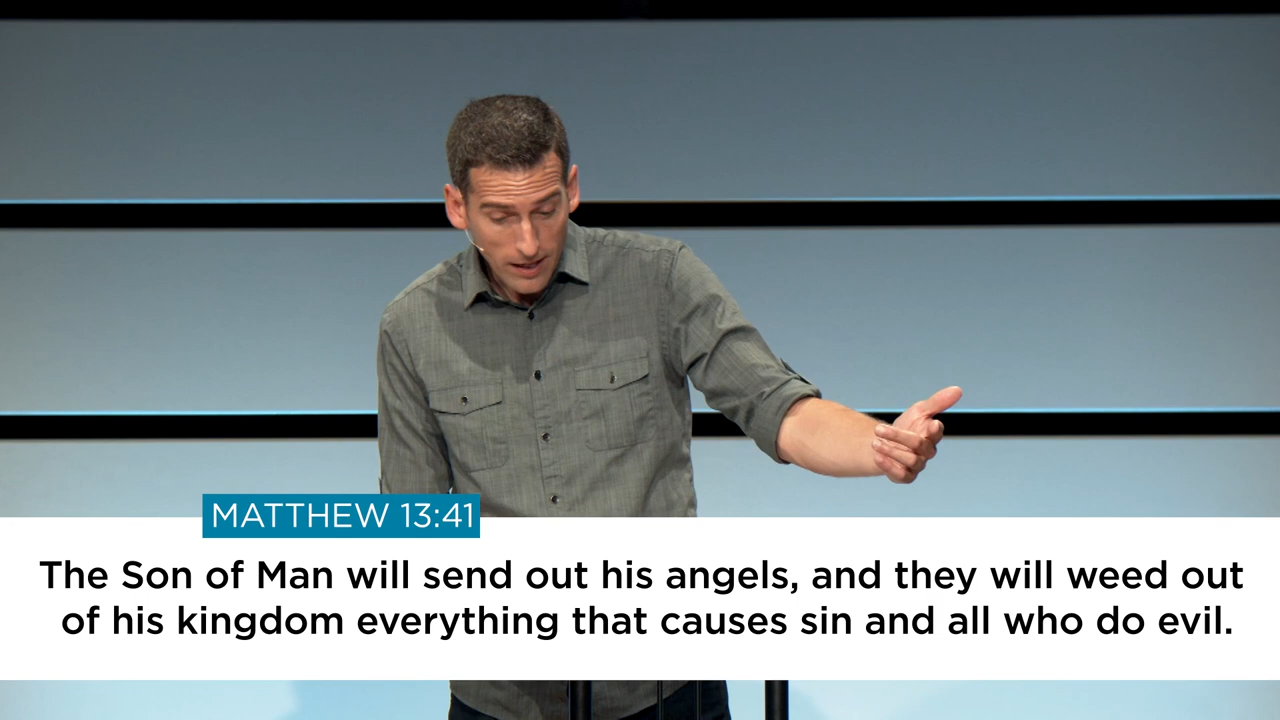 MATTHEW 13:41
The Son of Man will send out his angels, and they will weed out
of his kingdom everything that causes sin and all who do evil.